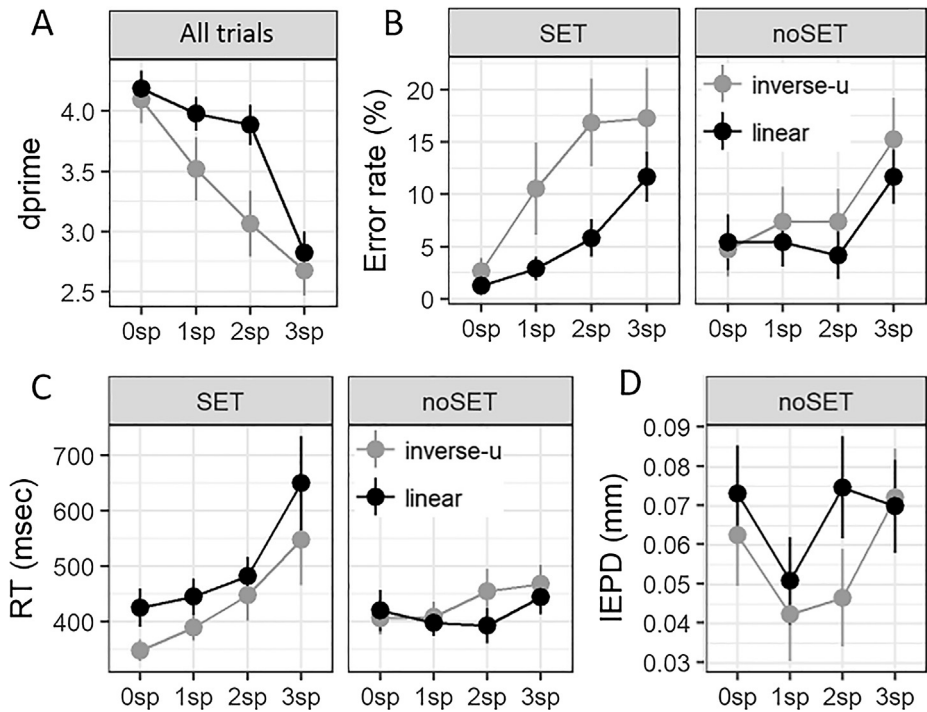 A
All trials
dprime
4.0
3.5
3.0
2.5
0sp 1sp 2sp 3sp
B
SET noSET
Error rate (%)
20
15
10
5
0
inverse-u
linear
0sp 1sp 2sp 3sp 0sp 1sp 2sp 3sp
C
SET noSET
RT (msec)
700
650
500
400
inverse-u
linear
0sp 1sp 2sp 3sp 0sp 1sp 2sp 3sp
D
noSET
IEPD (mm)
0.09
0.08
0.07
0.06
0.05
0.04
0.03
0sp 1sp 2sp 3sp